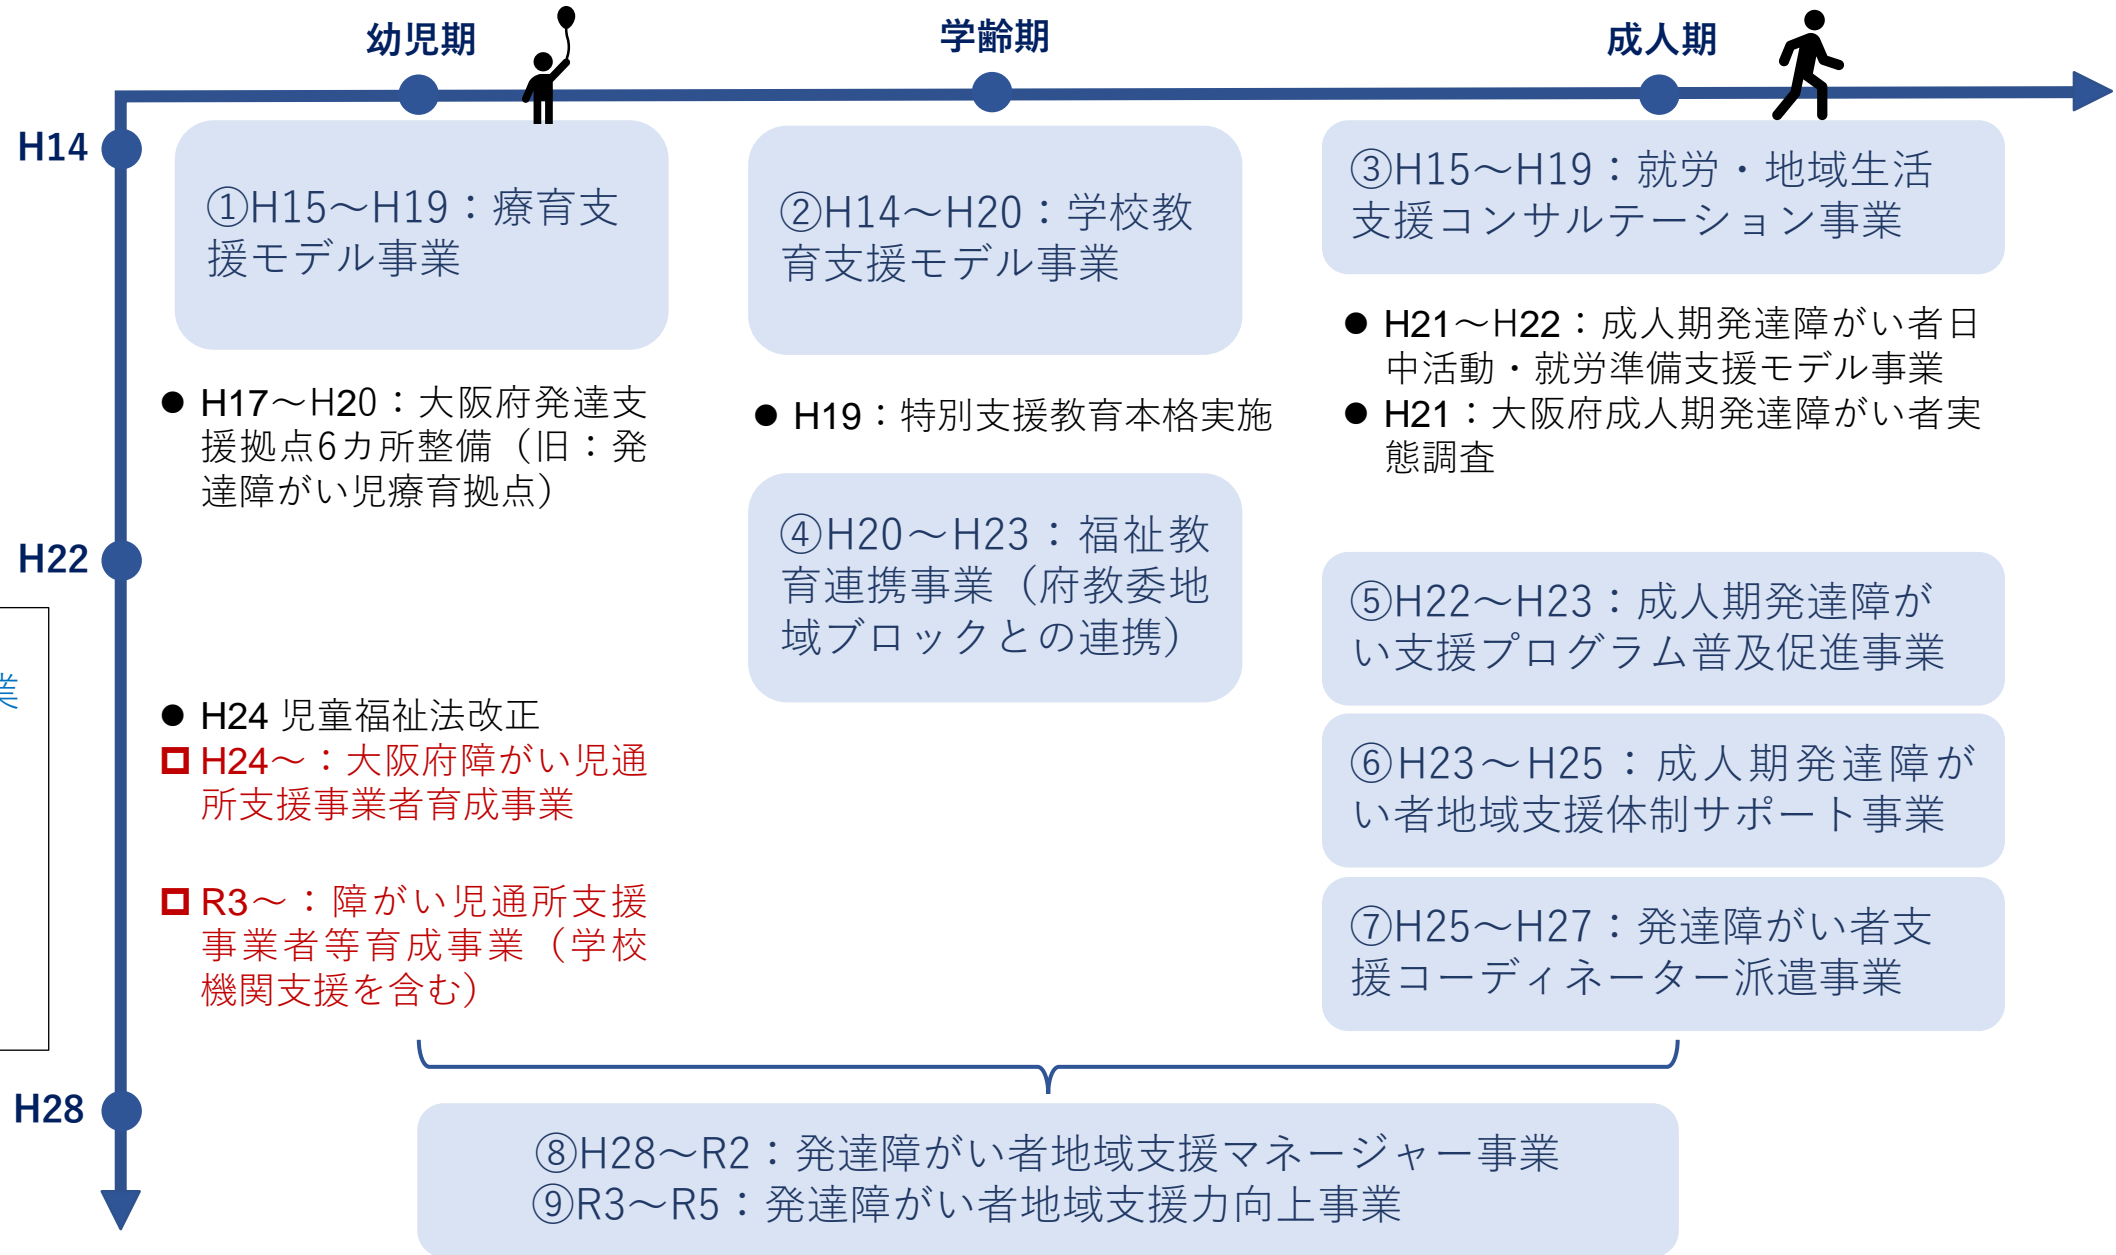 幼児期
学齢期
成人期
H14
①H15～H19：療育支
援モデル事業
②H14～H20：学校教
育支援モデル事業
③H15～H19：就労・地域生活
支援コンサルテーション事業
● H17～H20：大阪府発達支
援拠点6カ所整備（旧：発
達障がい児療育拠点）
● H19：特別支援教育本格実施
● H21～H22：成人期発達障がい者日
中活動・就労準備支援モデル事業
● H21：大阪府成人期発達障がい者実
態調査
H22
④H20～H23：福祉教
育連携事業（府教委地
域ブロックとの連携）
⑤H22～H23：成人期発達障が
い支援プログラム普及促進事業
業
● H24 児童福祉法改正
H24～：大阪府障がい児通
所支援事業者育成事業
R3～：障がい児通所支援
事業者等育成事業（学校
機関支援を含む）
⑥H23～H25：成人期発達障が
い者地域支援体制サポート事業
⑦H25～H27：発達障がい者支
援コーディネーター派遣事業
H28
⑧H28～R2：発達障がい者地域支援マネージャー事業
⑨R3～R5：発達障がい者地域支援力向上事業